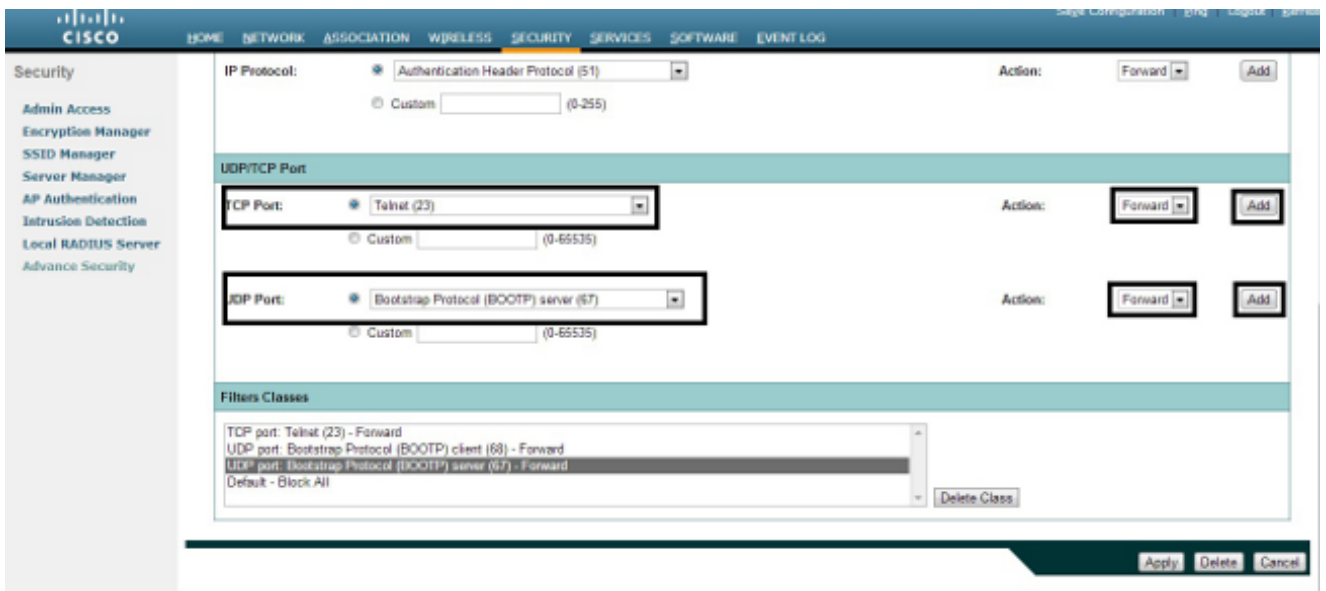 Save Configuration | Ping | Logout | Refresh
CISCO
HOME NETWORK ASSOCIATION WIRELESS SECURITY SERVICES SOFTWARE EVENT LOG
Security
Admin Access
Encryption Manager
SSID Manager
Server Manager
AP Authentication
Intrusion Detection
Local RADIUS Server
Advance Security
IP Protocol: Authentication Header Protocol (51) Action: Forward Add
Custom (0-255)
UDP/TCP Port
TCP Port: Telnet (23) Action: Forward Add
Custom (0-65535)
UDP Port: Bootstrap Protocol (BOOTP) server (67) Action: Forward Add
Custom (0-65535)
Filters Classes
TCP port: Telnet (23) - Forward
UDP port: Bootstrap Protocol (BOOTP) client (68) - Forward
UDP port: Bootstrap Protocol (BOOTP) server (67) - Forward
Default - Block All
Delete Class
Apply Delete Cancel